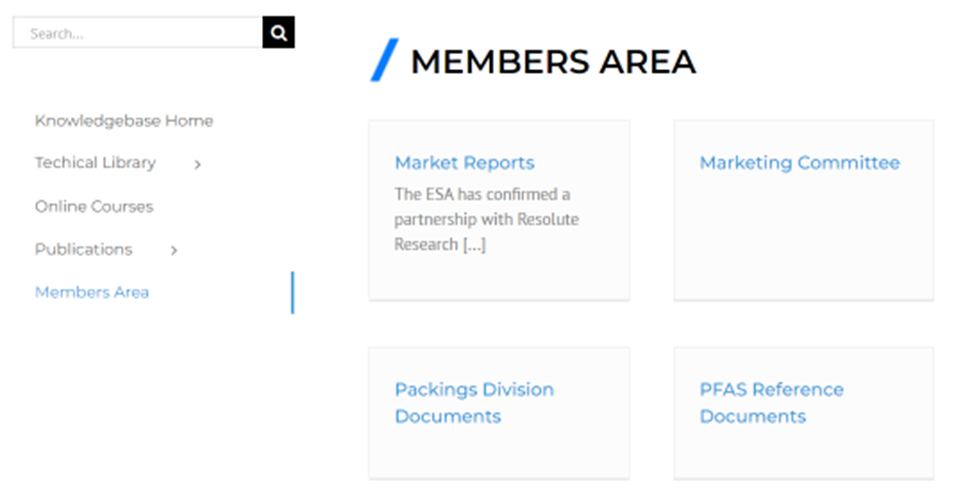 Search...
MEMBERS AREA
Knowledgebase Home
Techical Library
Online Courses
Publications
Members Area
Market Reports
The ESA has confirmed a
partnership with Resolute
Research [...]
Marketing Committee
Packings Division
Documents
PFAS Reference
Documents